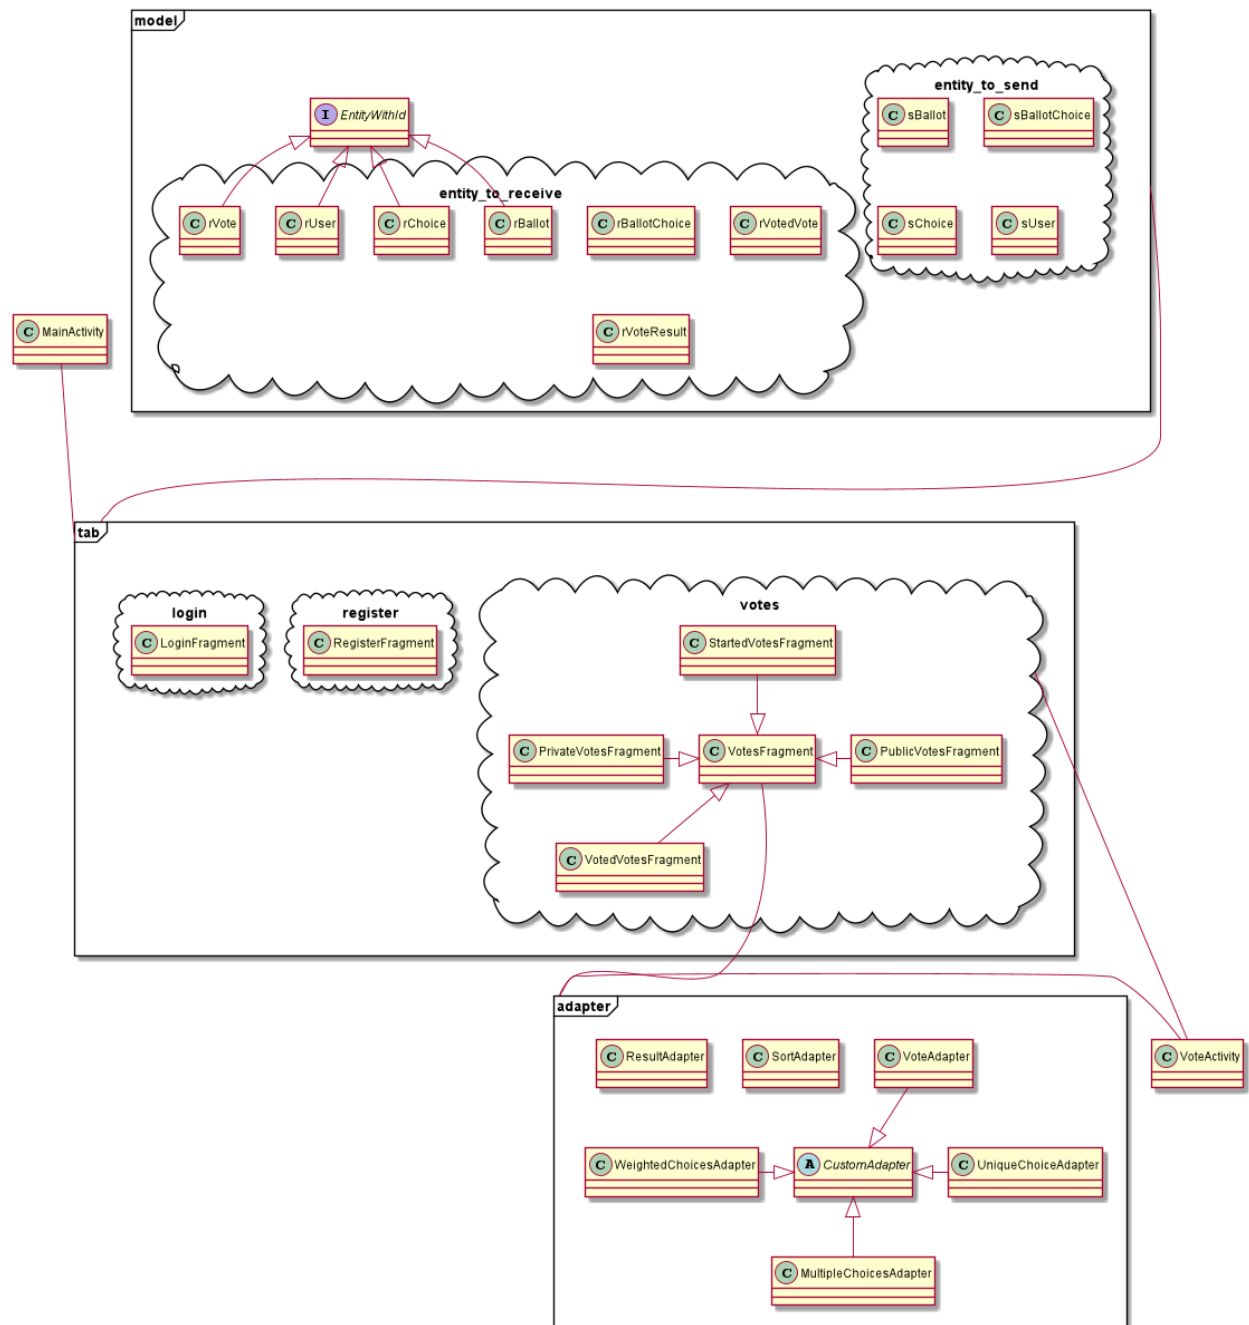 model
entity_to_send
C sBallot
C sBallotChoice
I EntityWithId
entity_to_receive
C rVote
C rUser
C rChoice
C rBallot
C rBallotChoice
C rVotedVote
C sChoice
C sUser
C MainActivity
C rVoteResult
tab
login
C LoginFragment
register
C RegisterFragment
votes
C StartedVotesFragment
C PrivateVotesFragment
C VotesFragment
C PublicVotesFragment
C VotedVotesFragment
adapter
C ResultAdapter
C SortAdapter
C VoteAdapter
C VoteActivity
C WeightedChoicesAdapter
A CustomAdapter
C UniqueChoiceAdapter
C MultipleChoicesAdapter